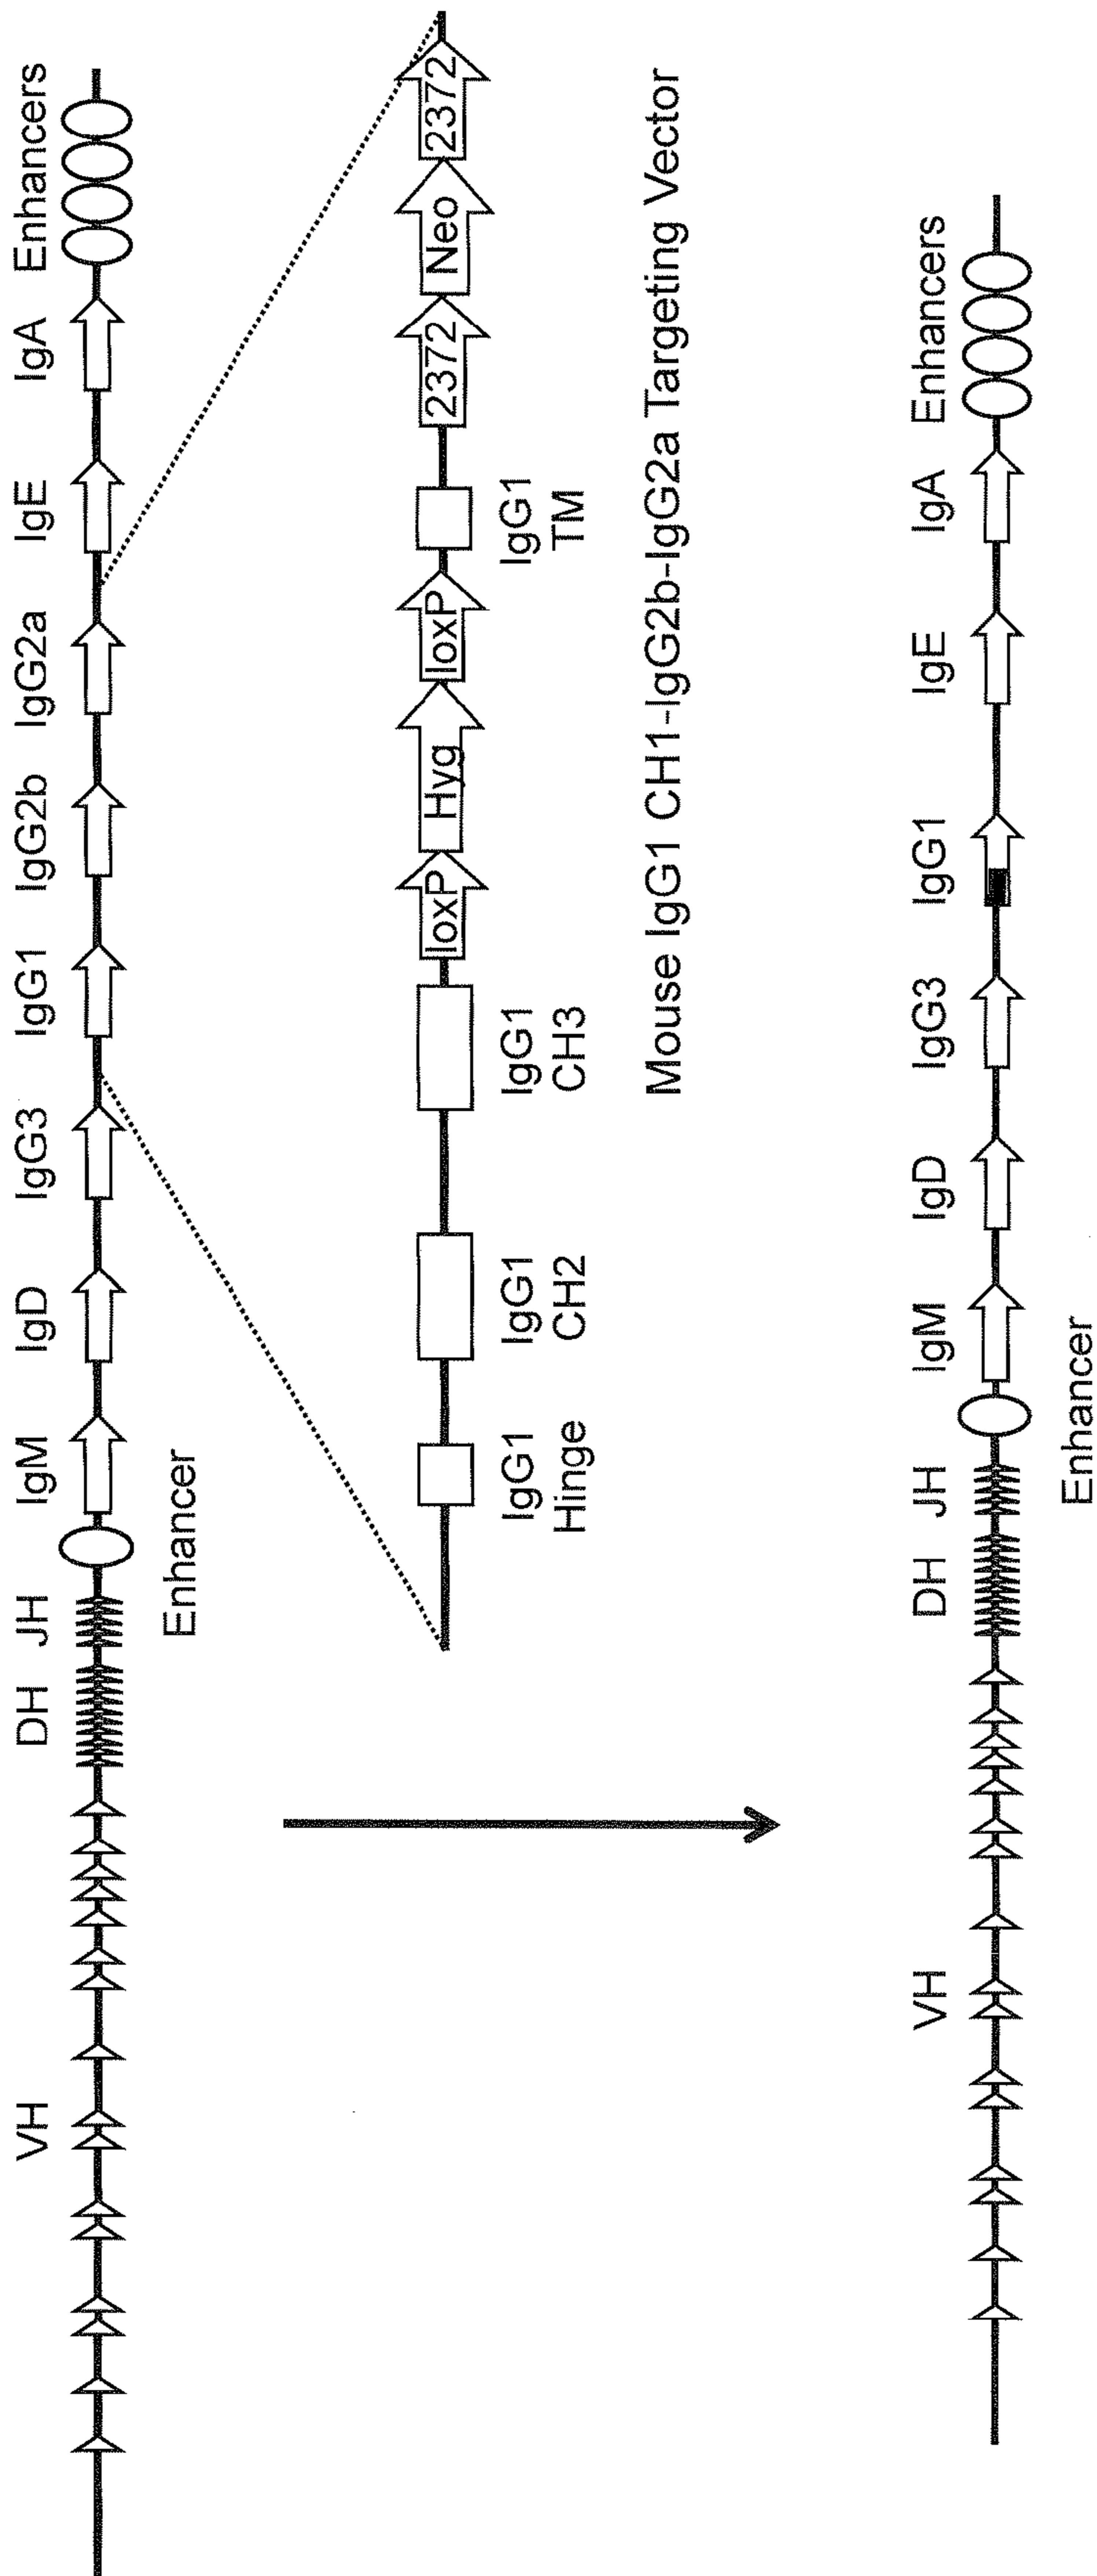 VH
DH
JH
IgM
IgD
IgG3
IgG1
IgG2b
IgG2a
IgE
IgA
Enhancers
Enhancer
loxP
Hyg
loxP
2372
Neo
2372
IgG1
Hinge
IgG1
CH2
IgG1
CH3
IgG1
TM
Mouse IgG1 CH1-IgG2b-IgG2a Targeting Vector
VH
DH
JH
IgM
IgD
IgG3
IgG1
IgE
IgA
Enhancers
Enhancer